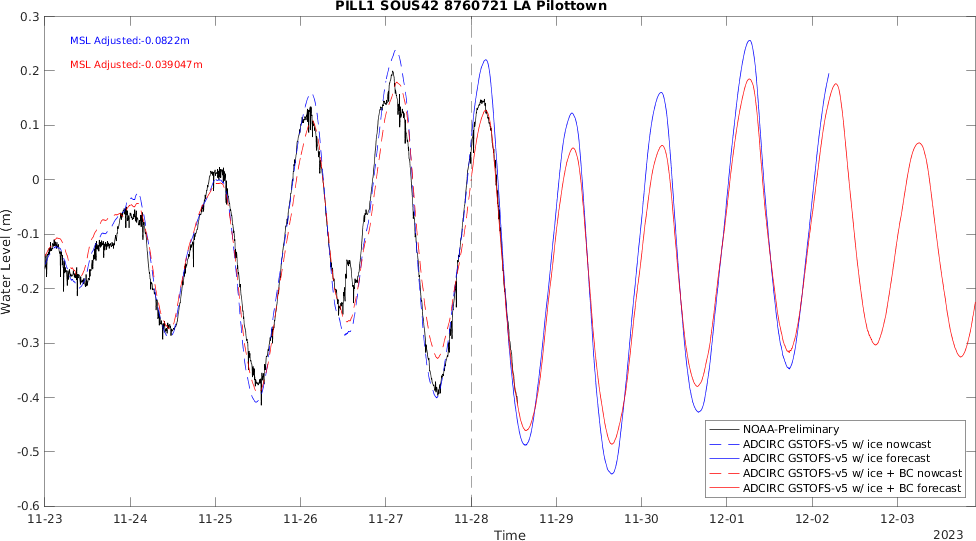 PILL1 SOUS42 8760721 LA Pilottown
MSL Adjusted:-0.0822m
MSL Adjusted:-0.039047m
Water Level (m)
0.3
0.2
0.1
0
-0.1
-0.2
-0.3
-0.4
-0.5
-0.6
NOAA-Preliminary
ADCIRC GSTOFS-v5 w/ ice nowcast
ADCIRC GSTOFS-v5 w/ ice forecast
ADCIRC GSTOFS-v5 w/ ice + BC nowcast
ADCIRC GSTOFS-v5 w/ ice + BC forecast
11-23 11-24 11-25 11-26 11-27 11-28 11-29 11-30 12-01 12-02 12-03
Time
2023